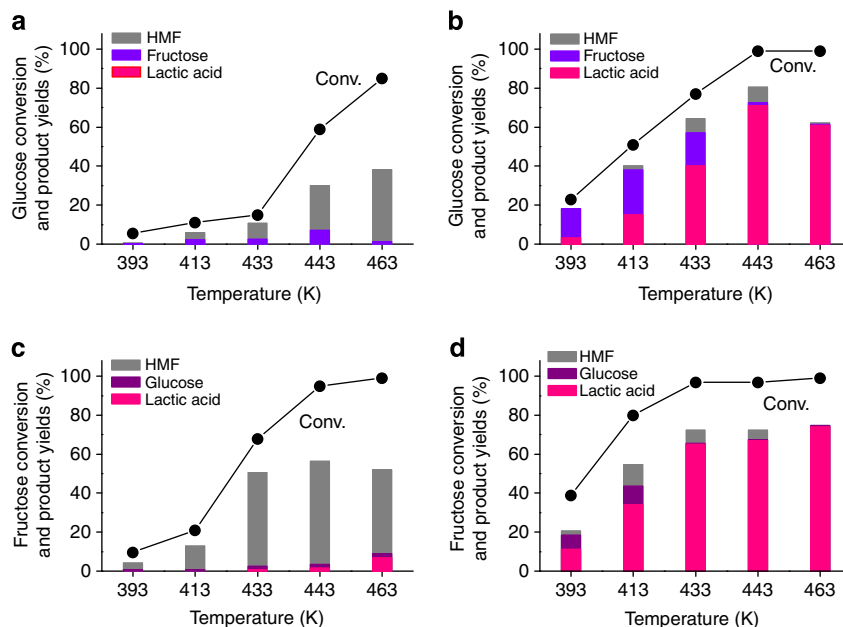 a
HMF
Fructose
Lactic acid
Conv.
Glucose conversion
and product yields (%)
100
80
60
40
20
0
393 413 433 443 463
Temperature (K)
b
HMF
Fructose
Lactic acid
Conv.
Glucose conversion
and product yields (%)
100
80
60
40
20
0
393 413 433 443 463
Temperature (K)
c
HMF
Glucose
Lactic acid
Conv.
Fructose conversion
and product yields (%)
100
80
60
40
20
0
393 413 433 443 463
Temperature (K)
d
HMF
Glucose
Lactic acid
Conv.
Fructose conversion
and product yields (%)
100
80
60
40
20
0
393 413 433 443 463
Temperature (K)